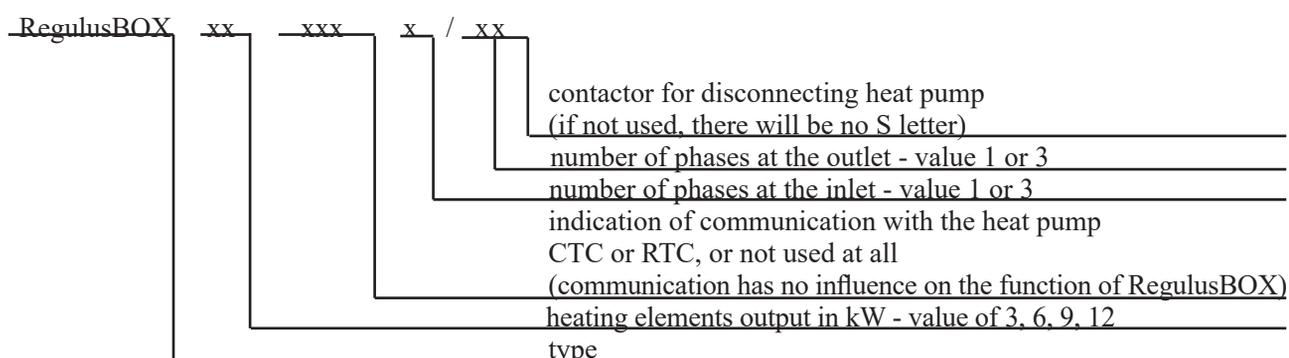 RegulusBOX xx xxx x / xx
contactor for disconnecting heat pump
(if not used, there will be no S letter)
number of phases at the outlet - value 1 or 3
number of phases at the inlet - value 1 or 3
indication of communication with the heat pump
CTC or RTC, or not used at all
(communication has no influence on the function of RegulusBOX)
heating elements output in kW - value of 3, 6, 9, 12
type